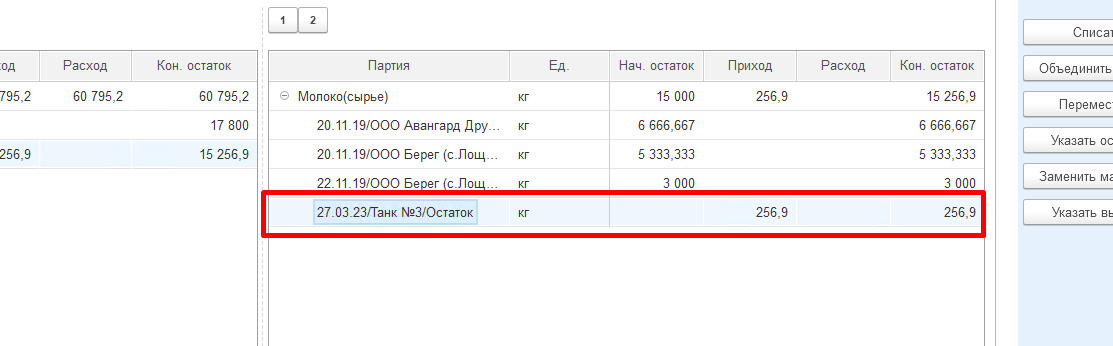 1 2
ход Расход Кон. остаток
Партия Ед. Нач. остаток Приход Расход Кон. остаток
795,2 60 795,2 60 795,2
17 800
256,9 15 256,9
Молоко(сырье) кг 15 000 256,9 15 256,9
20.11.19/ООО Авангард Дру... кг 6 666,667 6 666,667
20.11.19/ООО Берег (с.Лощ... кг 5 333,333 5 333,333
22.11.19/ООО Берег (с.Лощ... кг 3 000 3 000
27.03.23/Танк №3/Остаток кг 256,9 256,9
Списат
Объединить
Перемест
Указать ос
Заменить ма
Указать вы